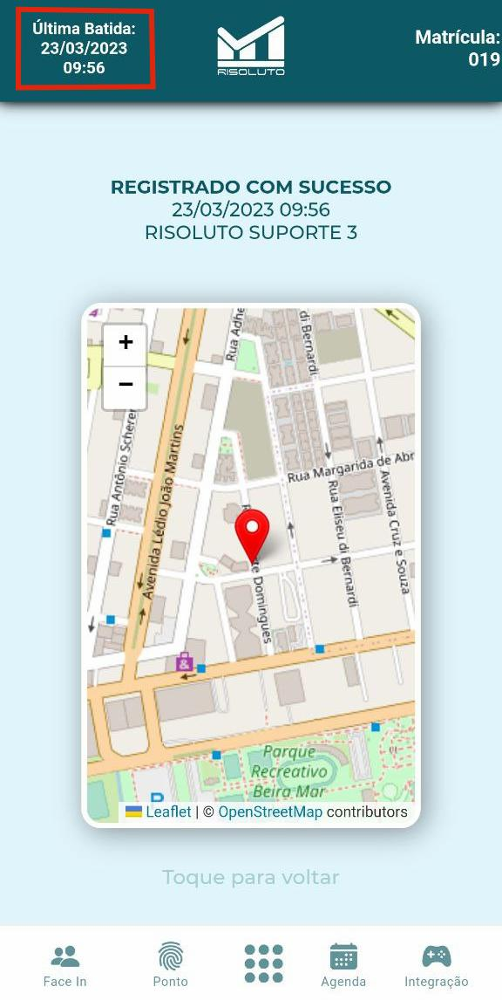 Última Batida:
23/03/2023
09:56
RISOLUTO
Matrícula:
019
REGISTRADO COM SUCESSO
23/03/2023 09:56
RISOLUTO SUPORTE 3
+
−
Rua Adhe
di Bernardi
Rua Antônio Scherer
Avenida Lédio João Martins
Rua Margarida de Abr
Rua Eliseu di Bernardi
Avenida Cruz e Souza
Domingues
&
Parque
Recreativo
Beira Mar
P
Leaflet | © OpenStreetMap contributors
Toque para voltar
Face In
Ponto
Agenda
Integração